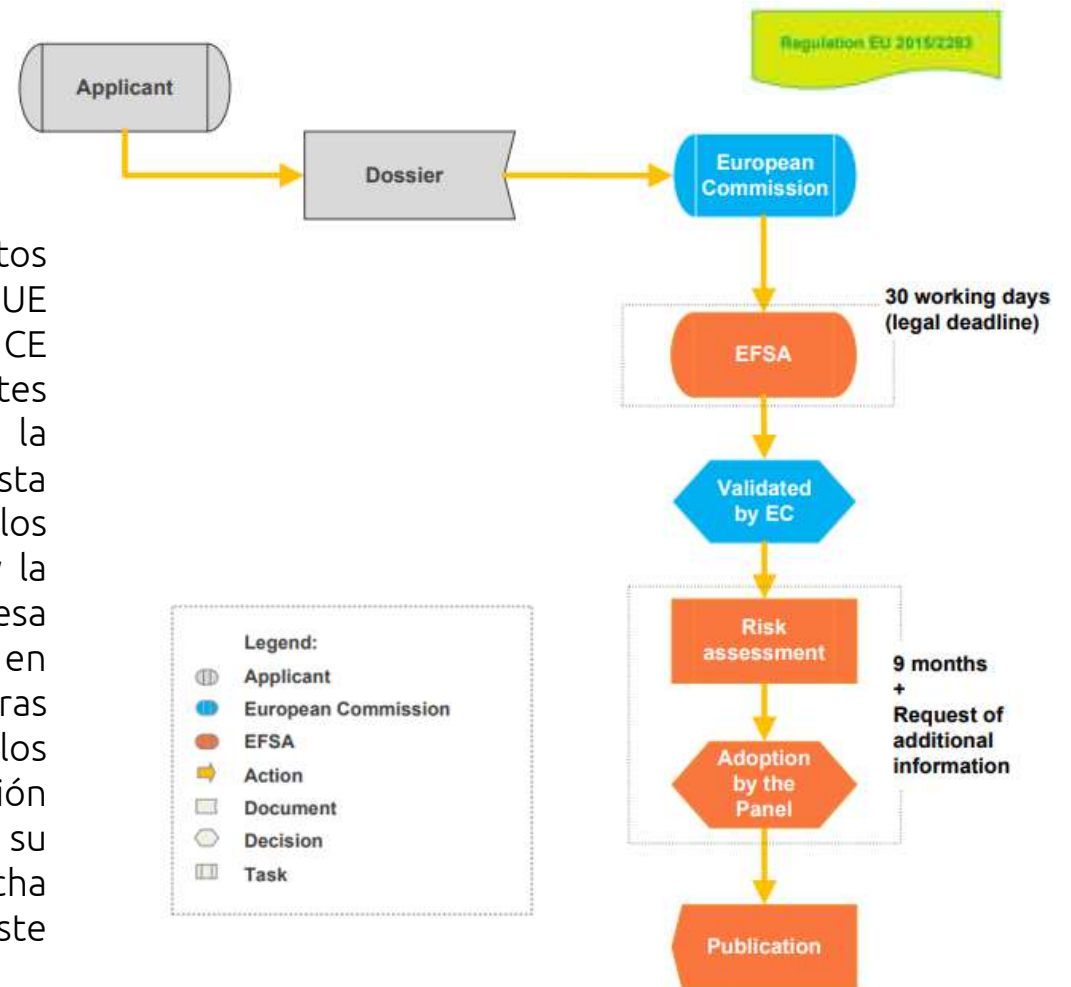 Regulation EU 2015/2283
Applicant
Dossier
European
Commission
30 working days
(legal deadline)
EFSA
Validated
by EC
Risk
assessment
9 months
+
Request of
additional
information
Adoption
by the
Panel
Publication
Legend:
Applicant
European Commission
EFSA
Action
Document
Decision
Task
tos
UE
CE
tes
la
sta
los
la
esa
en
ras
los
ión
su
cha
ste